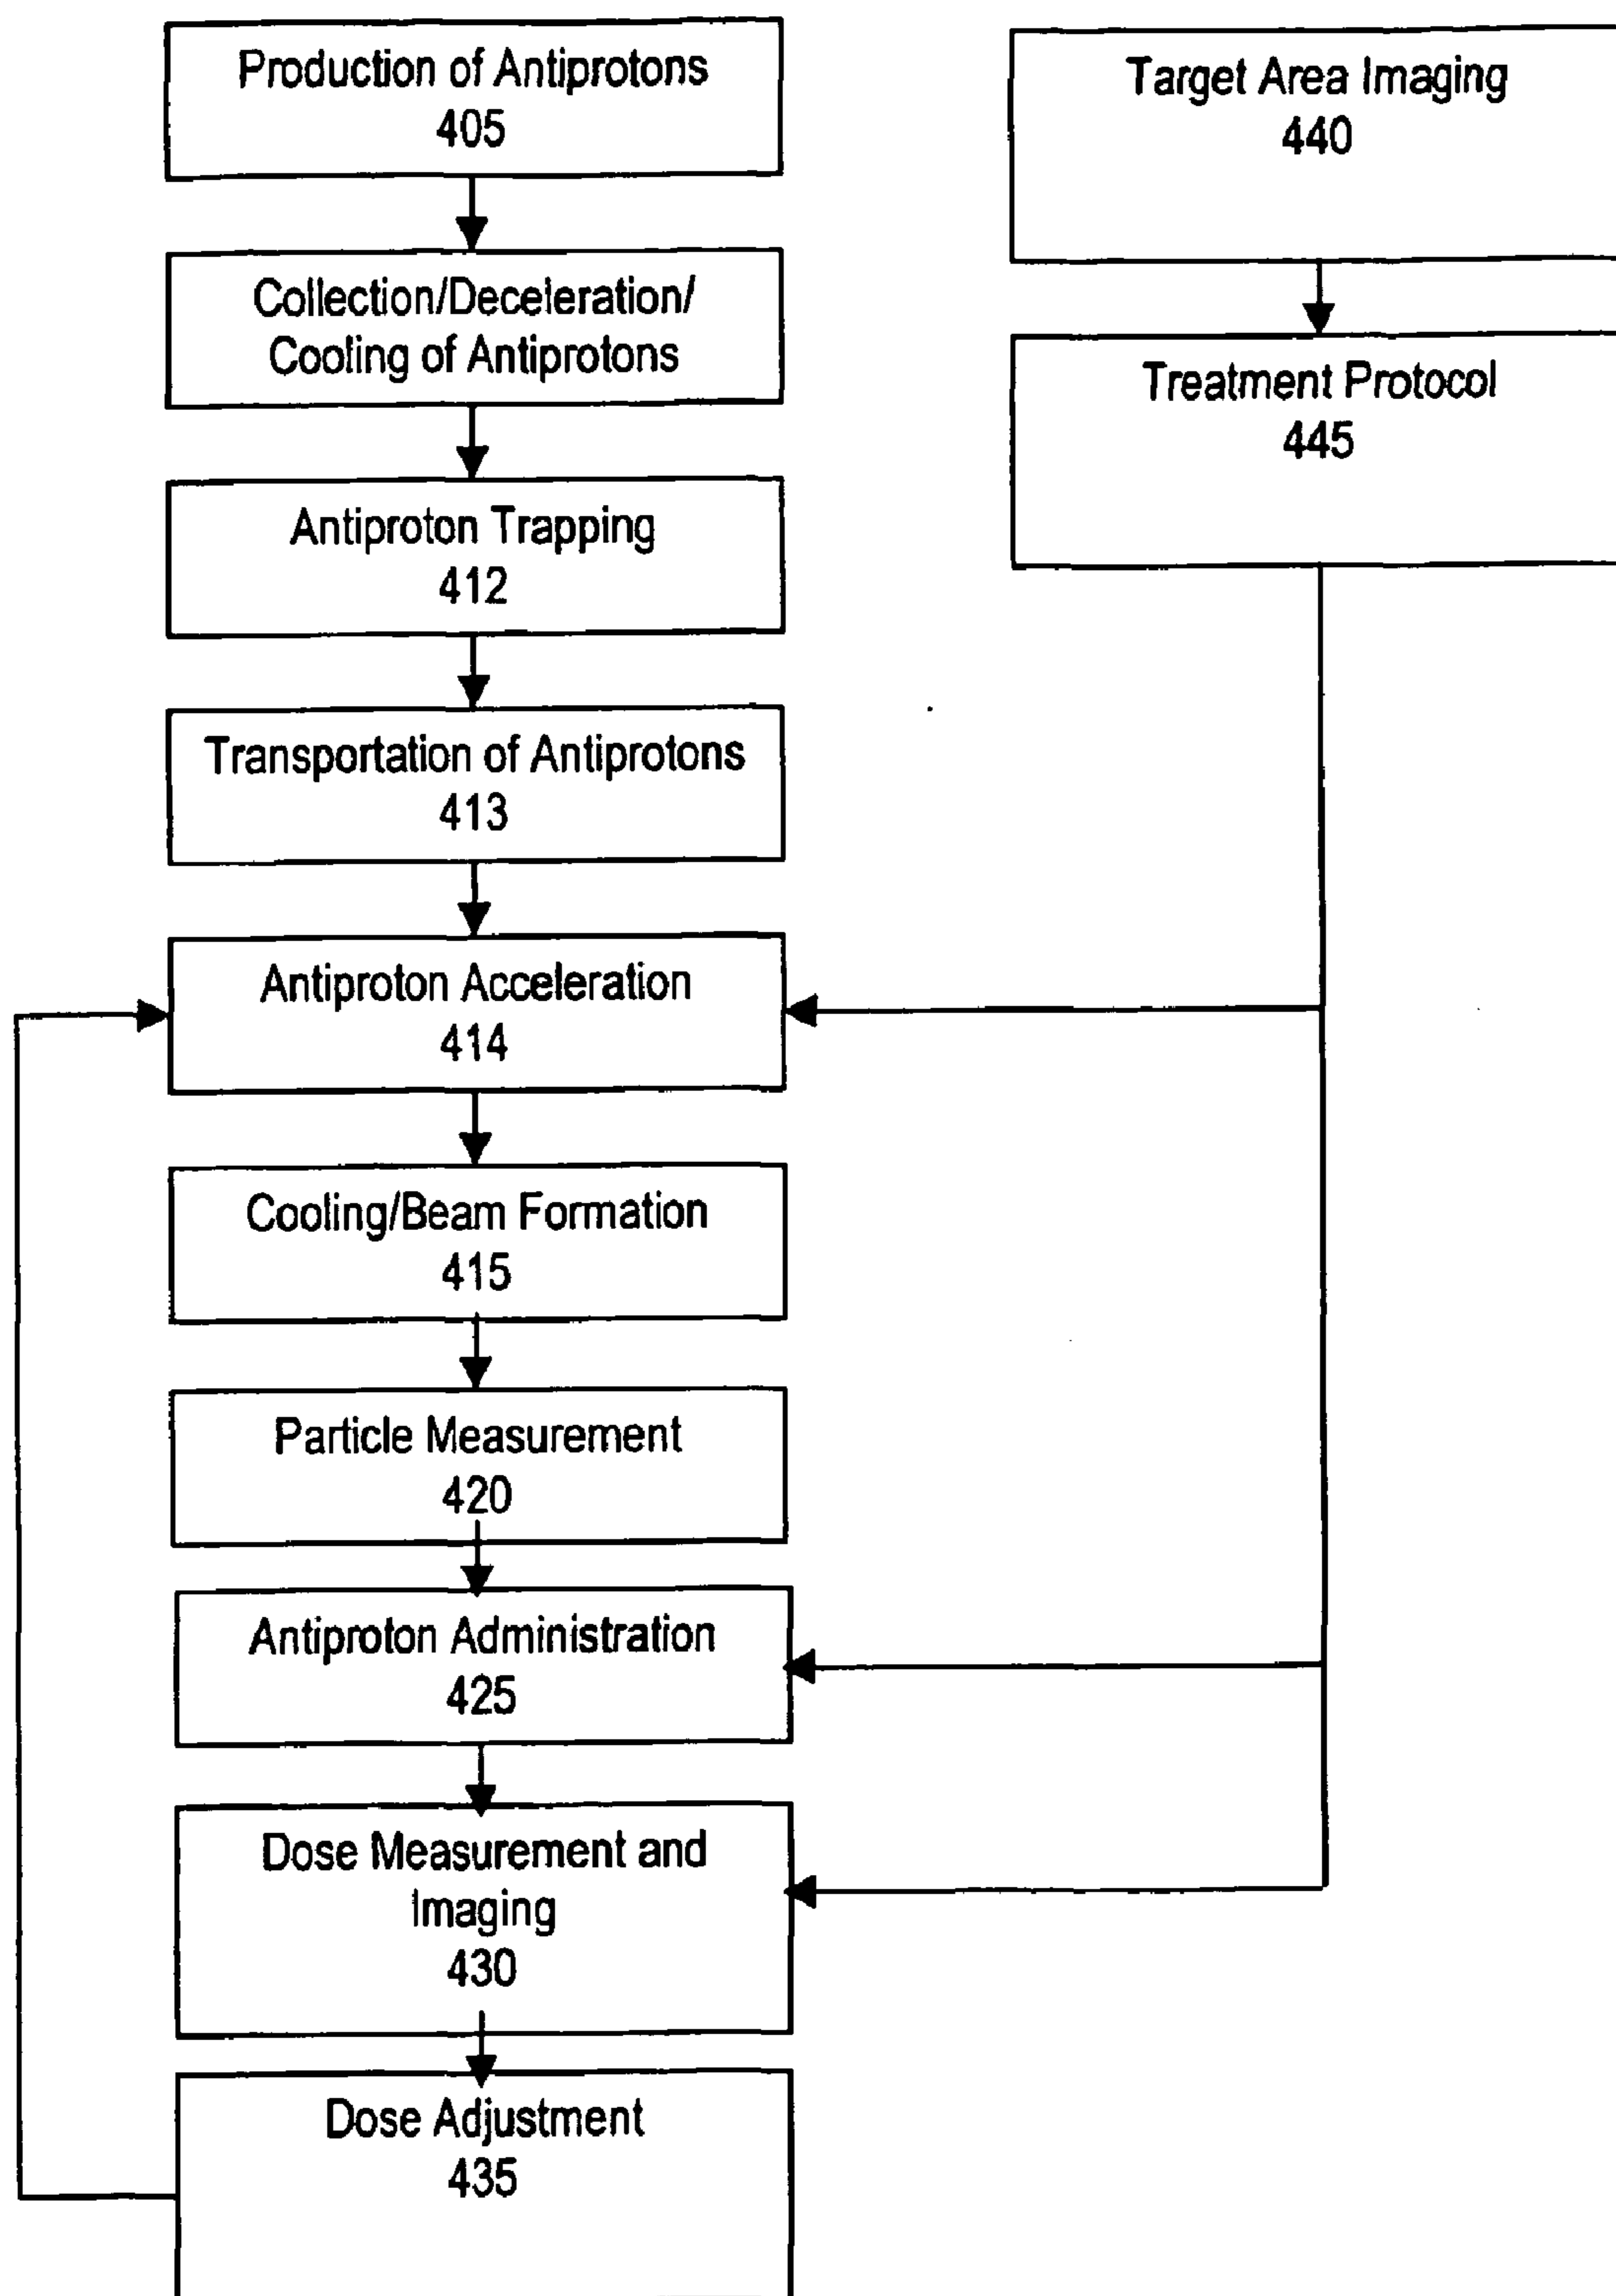 Production of Antiprotons
405
Collection/Deceleration/
Cooling of Antiprotons
Antiproton Trapping
412
Transportation of Antiprotons
413
Antiproton Acceleration
414
Cooling/Beam Formation
415
Particle Measurement
420
Antiproton Administration
425
Dose Measurement and
Imaging
430
Dose Adjustment
435
Target Area Imaging
440
Treatment Protocol
445